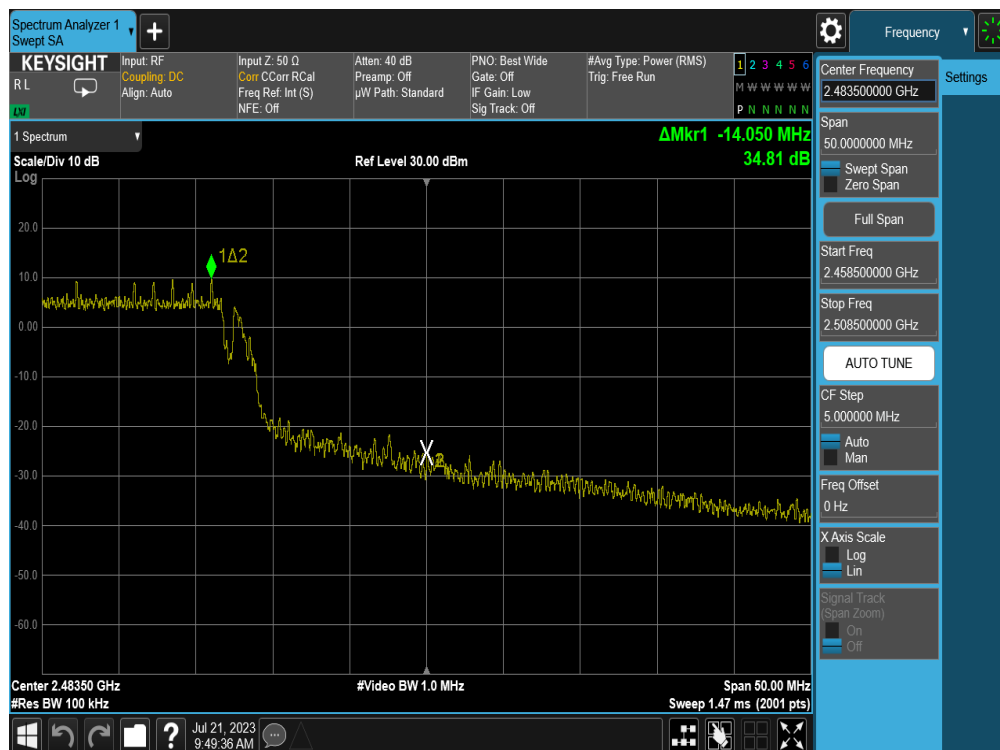 Spectrum Analyzer 1
Swept SA
Frequency
KEYSIGHT
R L
LXI
Input: RF
Coupling: DC
Align: Auto
Input Z: 50 Ω
Corr CCorr RCal
Freq Ref: Int (S)
NFE: Off
Atten: 40 dB
Preamp: Off
µW Path: Standard
PNO: Best Wide
Gate: Off
IF Gain: Low
Sig Track: Off
#Avg Type: Power (RMS)
Trig: Free Run
1 2 3 4 5 6
M W W W W W
P N N N N N
1 Spectrum
ΔMkr1 -14.050 MHz
34.81 dB
Scale/Div 10 dB
Ref Level 30.00 dBm
Log
20.0
10.0
0.00
-10.0
-20.0
-30.0
-40.0
-50.0
-60.0
1Δ2
2
Center 2.48350 GHz
#Video BW 1.0 MHz
Span 50.00 MHz
#Res BW 100 kHz
Sweep 1.47 ms (2001 pts)
Center Frequency
2.483500000 GHz
Settings
Span
50.0000000 MHz
Swept Span
Zero Span
Full Span
Start Freq
2.458500000 GHz
Stop Freq
2.508500000 GHz
AUTO TUNE
CF Step
5.000000 MHz
Auto
Man
Freq Offset
0 Hz
X Axis Scale
Log
Lin
Signal Track
(Span Zoom)
On
Off
?
Jul 21, 2023
9:49:36 AM